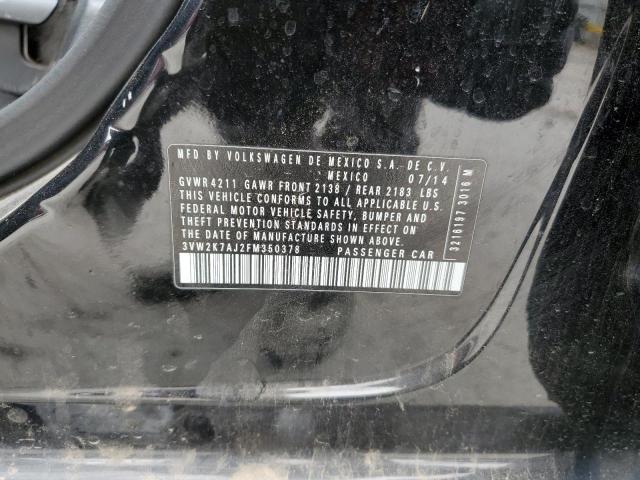 MFD BY VOLKSWAGEN DE MEXICO S.A. DE C.V.
MEXICO 07/14
GVWR 4211 GAWR FRONT 2138 / REAR 2183 LBS
THIS VEHICLE CONFORMS TO ALL APPLICABLE U.S.
FEDERAL MOTOR VEHICLE SAFETY, BUMPER AND
THEFT PREVENTION STANDARDS IN EFFECT ON
THE DATE OF MANUFACTURE SHOWN ABOVE.
3VW2K7AJ2FM350378 PASSENGER CAR
3216197 3016 M